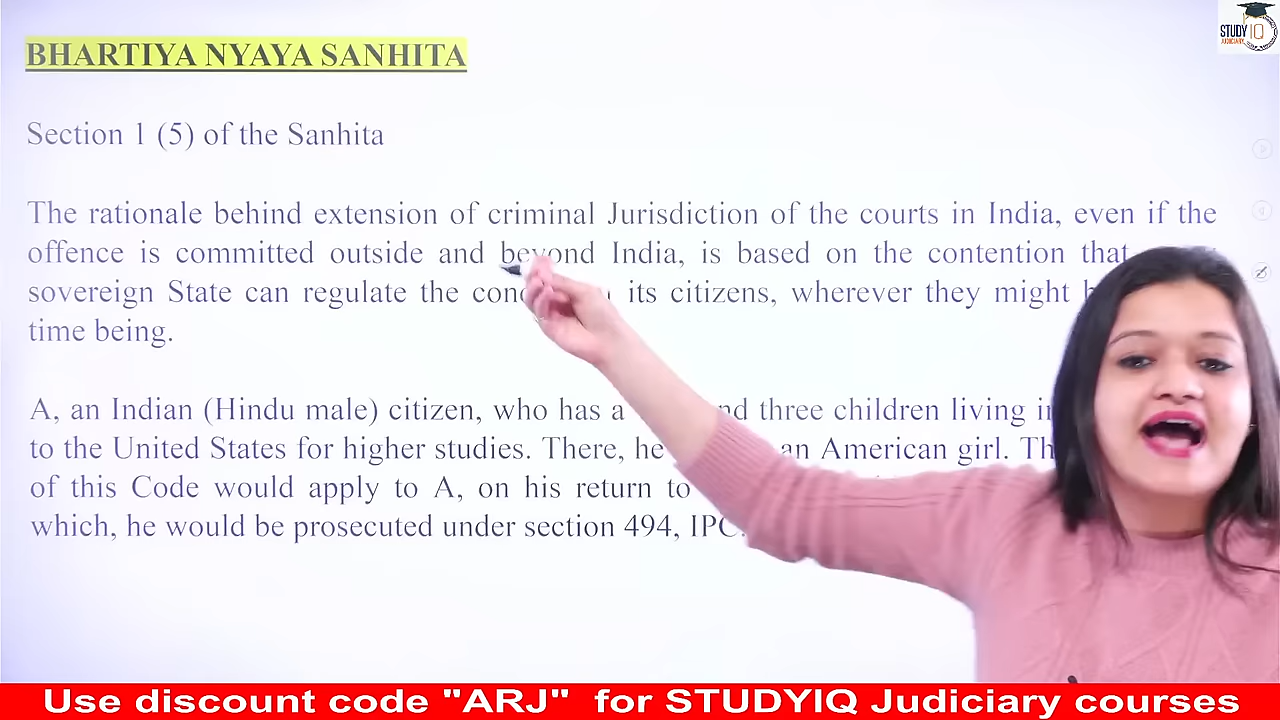 STUDY IQ
JUDICIARY
BHARTIYA NYAYA SANHITA
Section 1 (5) of the Sanhita
The rationale behind extension of criminal Jurisdiction of the courts in India, even if the
offence is committed outside and beyond India, is based on the contention that
sovereign State can regulate the its citizens, wherever they might
time being.
A, an Indian (Hindu male) citizen, who has a three children living
to the United States for higher studies. There, he an American girl.
of this Code would apply to A, on his return to
which, he would be prosecuted under section 494, IPC.
Use discount code "ARJ" for STUDYIQ Judiciary courses